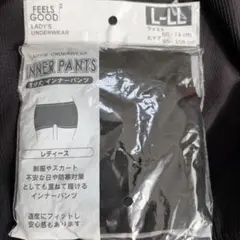 FEELS
GOOD
LADY'S
UNDERWEAR
L-LL
LADY'S UNDERWEAR
INNER PANTS
インナーパンツ
レディース
制服やスカート
不安な日や防寒対策
としても重ねて履ける
インナーパンツ
適度にフィットし
安心感もあります